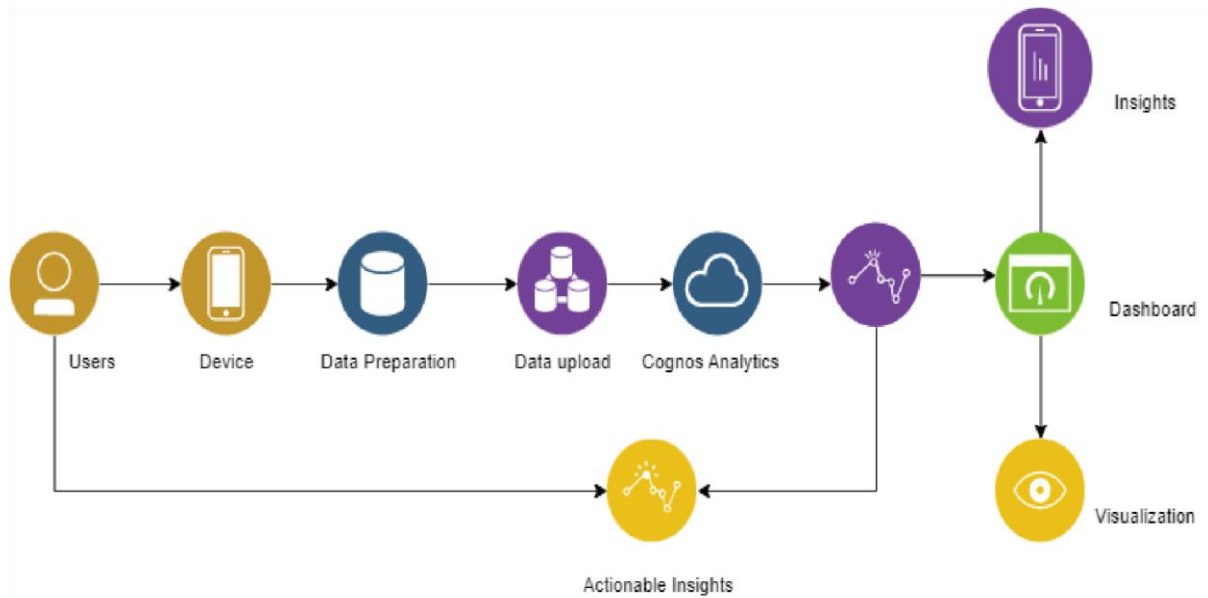 Insights
Dashboard
Users
Device
Data Preparation
Data upload
Cognos Analytics
Visualization
Actionable Insights